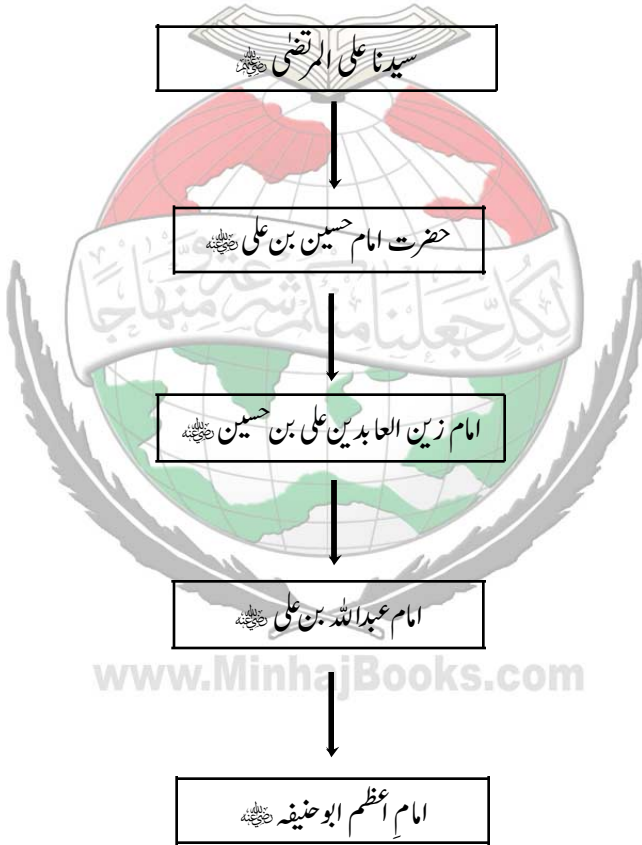 سیدنا علی المرتضیٰ رضی اللہ عنہ
حضرت امام حسین بن علی رضی اللہ عنہ
لِكُلٍّ جَعَلْنَا مِنكُمْ شِرْعَةً وَمِنْهَاجًا
امام زین العابدین علی بن حسین رضی اللہ عنہ
امام عبداللہ بن علی رضی اللہ عنہ
www.MinhajBooks.com
امامِ اعظم ابو حنیفہ رضی اللہ عنہ